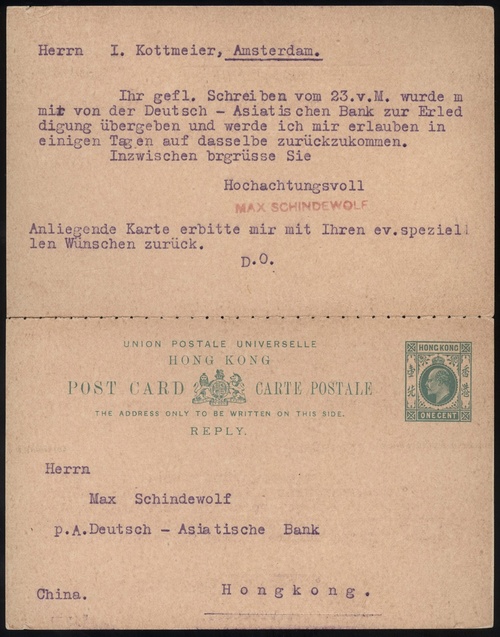 Herrn I. Kottmeier, Amsterdam.
Ihr gefl. Schreiben vom 23.v.M. wurde m
mir von der Deutsch - Asiatischen Bank zur Erled
digung übergeben und werde ich mir erlauben in
einigen Tagen auf dasselbe zurückzukommen.
Inzwischen brgrüsse Sie
Hochachtungsvoll
MAX SCHINDEWOLF
Anliegende Karte erbitte mir mit Ihren ev.speziel
len Wünschen zurück.
D.O.
UNION POSTALE UNIVERSELLE
HONG KONG
POST CARD CARTE POSTALE
THE ADDRESS ONLY TO BE WRITTEN ON THIS SIDE.
REPLY.
HONG KONG
ONE CENT
Herrn
Max Schindewolf
p.A.Deutsch - Asiatische Bank
China. Hongkong.